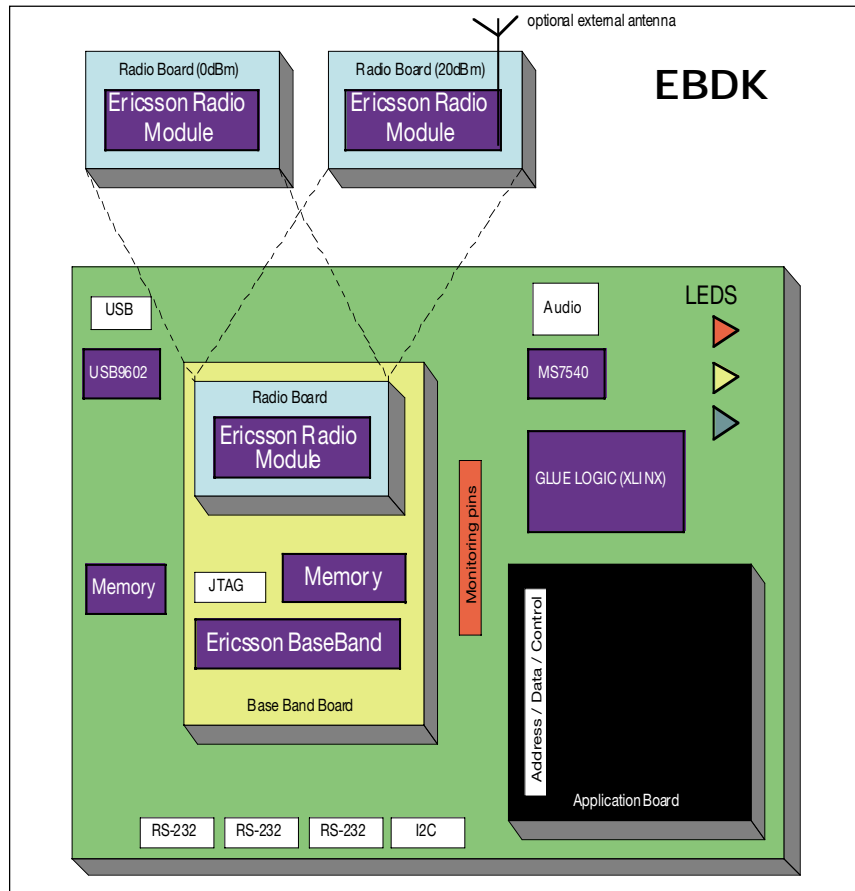 optional external antenna
Radio Board (0dBm)
Ericsson Radio
Module
Radio Board (20dBm)
Ericsson Radio
Module
EBDK
USB
USB9602
Audio
MS7540
LEDS
Radio Board
Ericsson Radio
Module
GLUE LOGIC (XLINX)
Monitoring pins
Memory
JTAG
Memory
Ericsson BaseBand
Base Band Board
Address / Data / Control
Application Board
RS-232
RS-232
RS-232
I2C